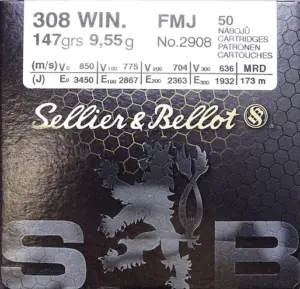 308 WIN. FMJ 50
147grs 9,55g No.2908 NÁBOJŮ
CARTRIDGES
PATRONEN
CARTOUCHES
(m/s) V0 850 V100 775 V200 704 V300 636 MRD
(J) E0 3450 E100 2867 E200 2363 E300 1932 173 m
Sellier & Bellot
S B